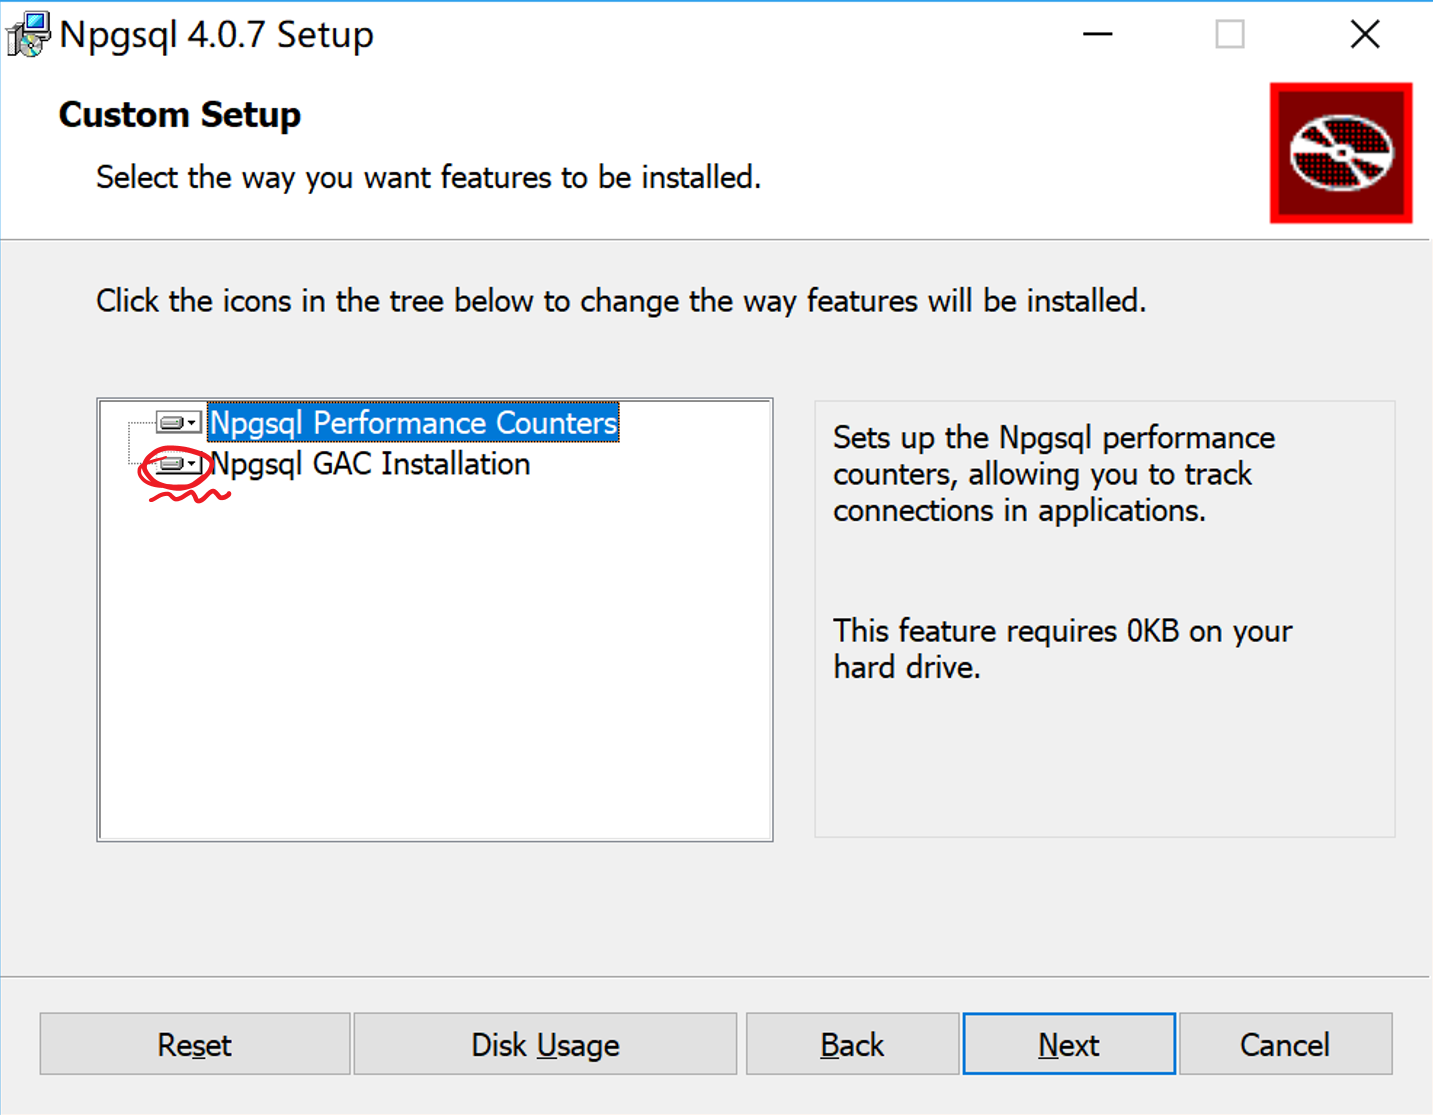 Npgsql 4.0.7 Setup
Custom Setup
Select the way you want features to be installed.
Click the icons in the tree below to change the way features will be installed.
Npgsql Performance Counters
Npgsql GAC Installation
Sets up the Npgsql performance
counters, allowing you to track
connections in applications.
This feature requires 0KB on your
hard drive.
Reset
Disk Usage
Back
Next
Cancel